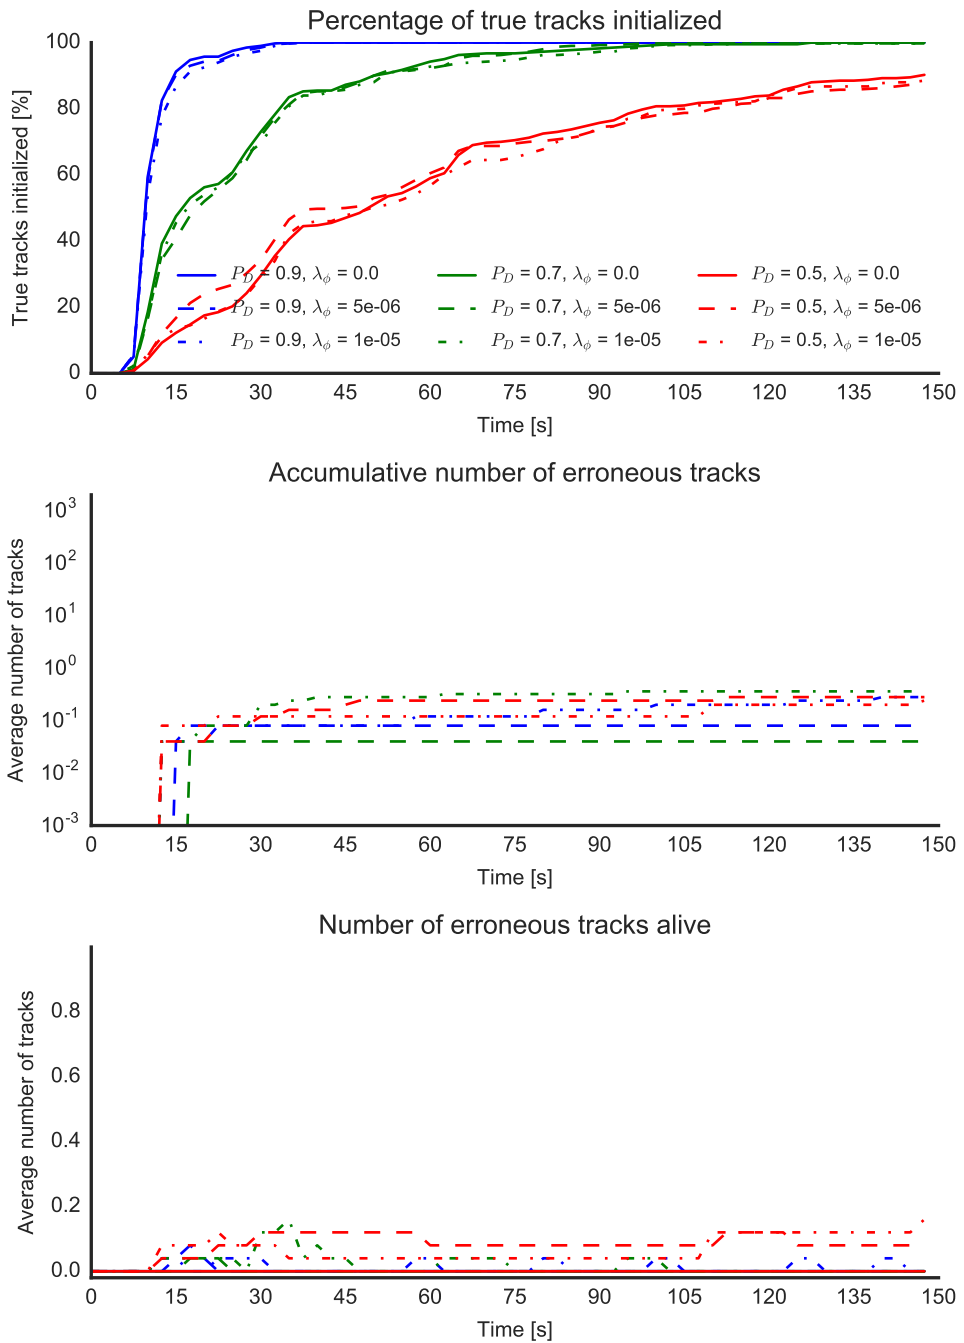 Percentage of true tracks initialized
True tracks initialized [%]
100
80
60
40
20
0
P_D = 0.9, λ_ϕ = 0.0
P_D = 0.7, λ_ϕ = 0.0
P_D = 0.5, λ_ϕ = 0.0
P_D = 0.9, λ_ϕ = 5e-06
P_D = 0.7, λ_ϕ = 5e-06
P_D = 0.5, λ_ϕ = 5e-06
P_D = 0.9, λ_ϕ = 1e-05
P_D = 0.7, λ_ϕ = 1e-05
P_D = 0.5, λ_ϕ = 1e-05
0 15 30 45 60 75 90 105 120 135 150
Time [s]
Accumulative number of erroneous tracks
Average number of tracks
10^3
10^2
10^1
10^0
10^-1
10^-2
10^-3
0 15 30 45 60 75 90 105 120 135 150
Time [s]
Number of erroneous tracks alive
Average number of tracks
0.8
0.6
0.4
0.2
0.0
0 15 30 45 60 75 90 105 120 135 150
Time [s]